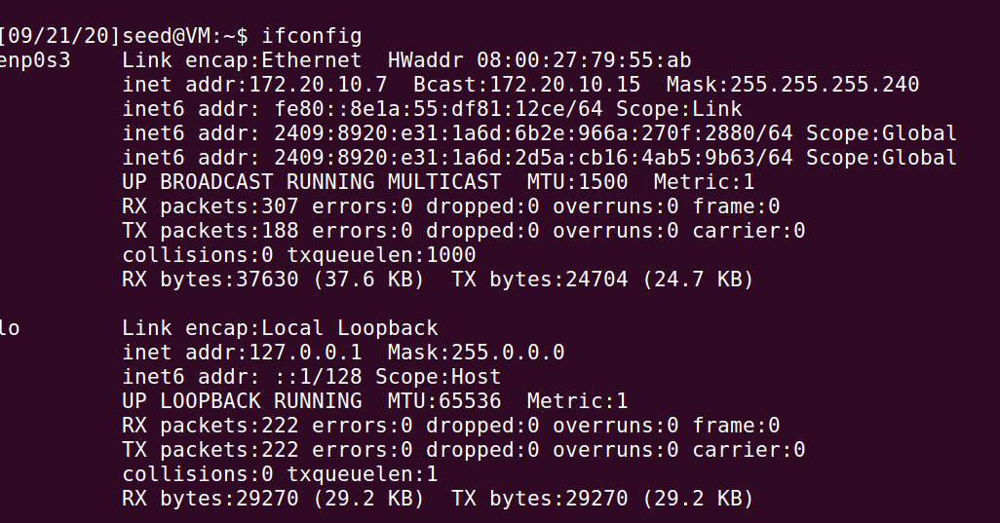 [09/21/20]seed@VM:~$ ifconfig
enp0s3    Link encap:Ethernet  HWaddr 08:00:27:79:55:ab
          inet addr:172.20.10.7  Bcast:172.20.10.15  Mask:255.255.255.240
          inet6 addr: fe80::8e1a:55:df81:12ce/64 Scope:Link
          inet6 addr: 2409:8920:e31:1a6d:6b2e:966a:270f:2880/64 Scope:Global
          inet6 addr: 2409:8920:e31:1a6d:2d5a:cb16:4ab5:9b63/64 Scope:Global
          UP BROADCAST RUNNING MULTICAST  MTU:1500  Metric:1
          RX packets:307 errors:0 dropped:0 overruns:0 frame:0
          TX packets:188 errors:0 dropped:0 overruns:0 carrier:0
          collisions:0 txqueuelen:1000
          RX bytes:37630 (37.6 KB)  TX bytes:24704 (24.7 KB)

lo        Link encap:Local Loopback
          inet addr:127.0.0.1  Mask:255.0.0.0
          inet6 addr: ::1/128 Scope:Host
          UP LOOPBACK RUNNING  MTU:65536  Metric:1
          RX packets:222 errors:0 dropped:0 overruns:0 frame:0
          TX packets:222 errors:0 dropped:0 overruns:0 carrier:0
          collisions:0 txqueuelen:1
          RX bytes:29270 (29.2 KB)  TX bytes:29270 (29.2 KB)